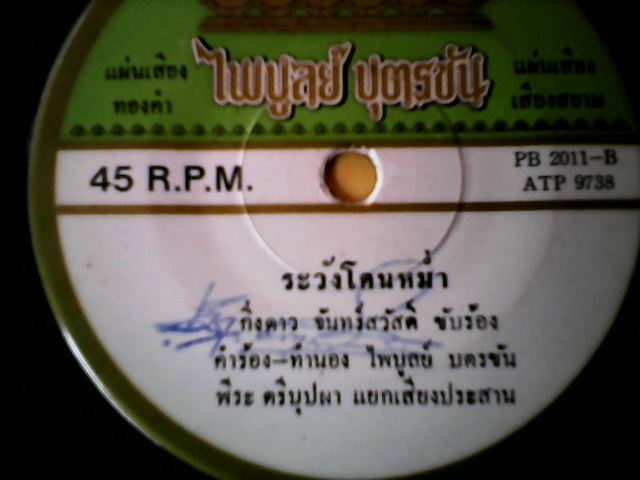 แผ่นเสียง
ทองคำ
ไพบูลย์ บุตรขัน
แผ่นเสียง
เสียงสยาม
45 R.P.M.
PB 2011-B
ATP 9738
ระวังโดนหม่ำ
กิ่งดาว จันทร์สวัสดิ์ ขับร้อง
คำร้อง-ทำนอง ไพบูลย์ บุตรขัน
พีระ ตรีบุปผา แยกเสียงประสาน